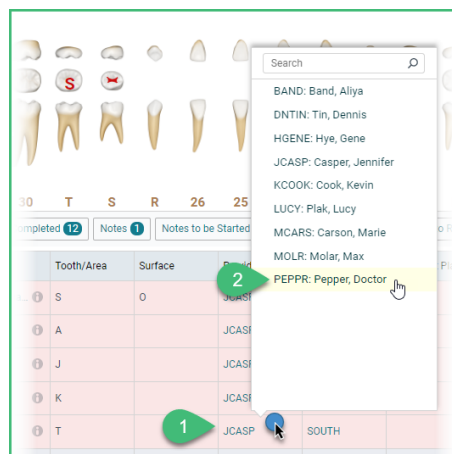 Search
BAND: Band, Aliya
DNTIN: Tin, Dennis
HGENE: Hye, Gene
JCASP: Casper, Jennifer
KCOOK: Cook, Kevin
LUCY: Plak, Lucy
MCARS: Carson, Marie
MOLR: Molar, Max
PEPPR: Pepper, Doctor
S
30 T S R 26 25
Completed 12 Notes 1 Notes to be Started
Tooth/Area Surface
2
S O JCASP
A JCASP
J JCASP
K JCASP
1
T JCASP SOUTH